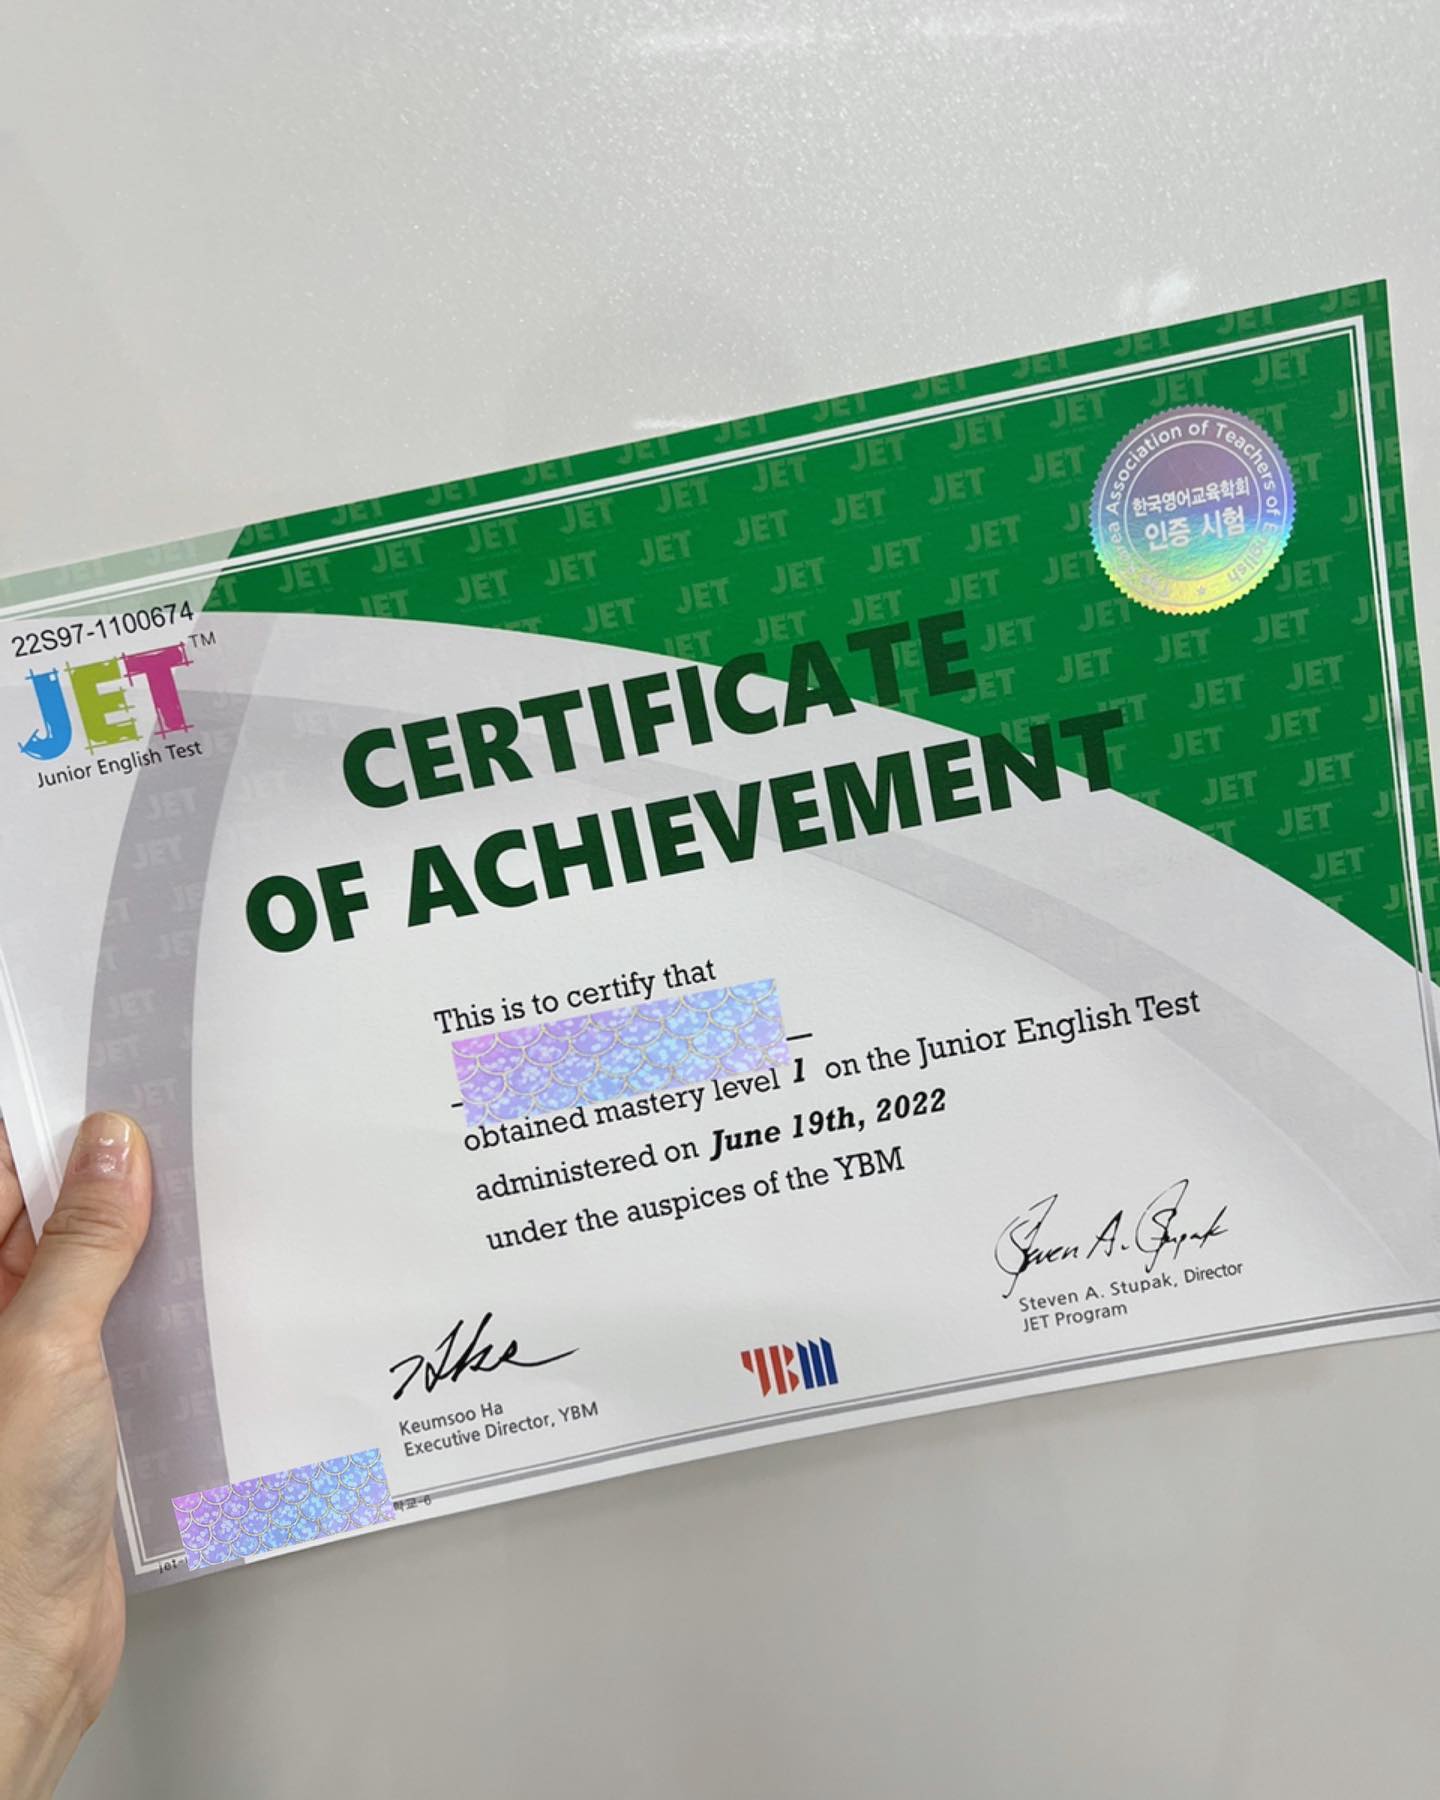 22S97-1100674
JET™
Junior English Test
The Korea Association of Teachers of English
한국영어교육학회
인증 시험
CERTIFICATE
OF ACHIEVEMENT
This is to certify that
obtained mastery level 1 on the Junior English Test
administered on June 19th, 2022
under the auspices of the YBM
Steven A. Stupak
Steven A. Stupak, Director
JET Program
Keumsoo Ha
Executive Director, YBM
YBM
학교-6
jet-